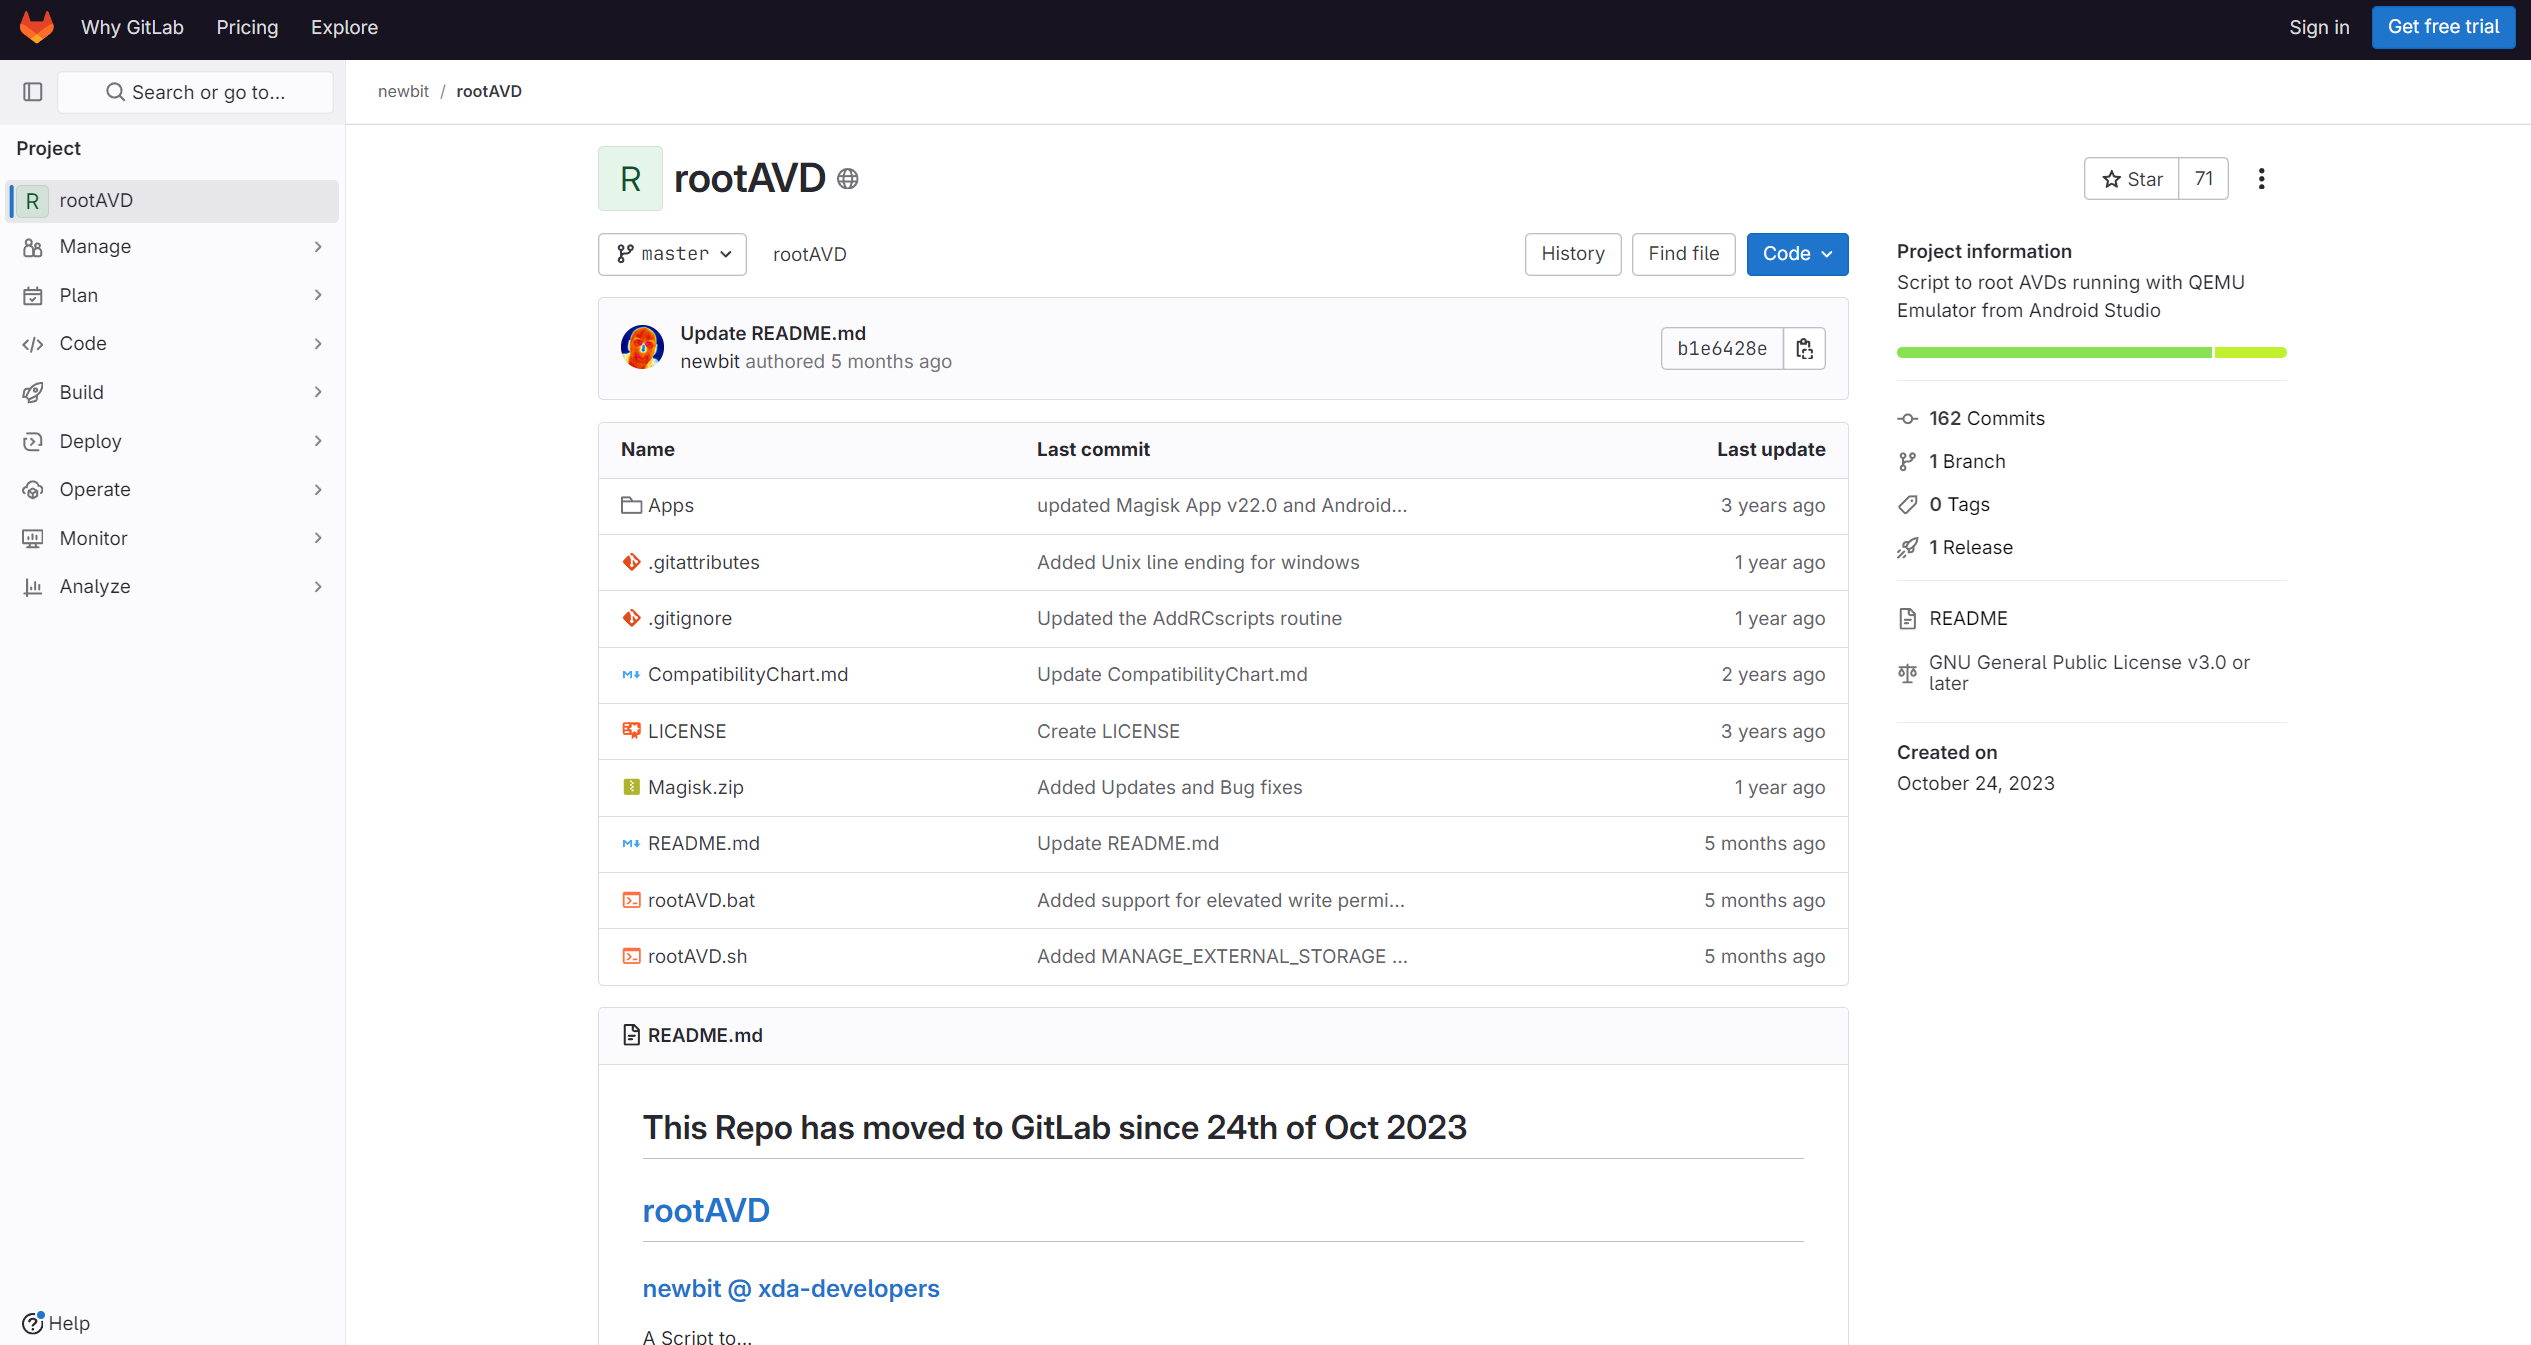 Why GitLab Pricing Explore Sign in Get free trial
Search or go to...
newbit / rootAVD
Project
R rootAVD
Manage
Plan
Code
Build
Deploy
Operate
Monitor
Analyze
Help
R rootAVD
Star 71
master rootAVD History Find file Code
Update README.md
newbit authored 5 months ago
b1e6428e
Name Last commit Last update
Apps updated Magisk App v22.0 and Android... 3 years ago
.gitattributes Added Unix line ending for windows 1 year ago
.gitignore Updated the AddRCscripts routine 1 year ago
CompatibilityChart.md Update CompatibilityChart.md 2 years ago
LICENSE Create LICENSE 3 years ago
Magisk.zip Added Updates and Bug fixes 1 year ago
README.md Update README.md 5 months ago
rootAVD.bat Added support for elevated write permi... 5 months ago
rootAVD.sh Added MANAGE_EXTERNAL_STORAGE ... 5 months ago
README.md
This Repo has moved to GitLab since 24th of Oct 2023
rootAVD
newbit @ xda-developers
A Script to...
Project information
Script to root AVDs running with QEMU
Emulator from Android Studio
162 Commits
1 Branch
0 Tags
1 Release
README
GNU General Public License v3.0 or
later
Created on
October 24, 2023